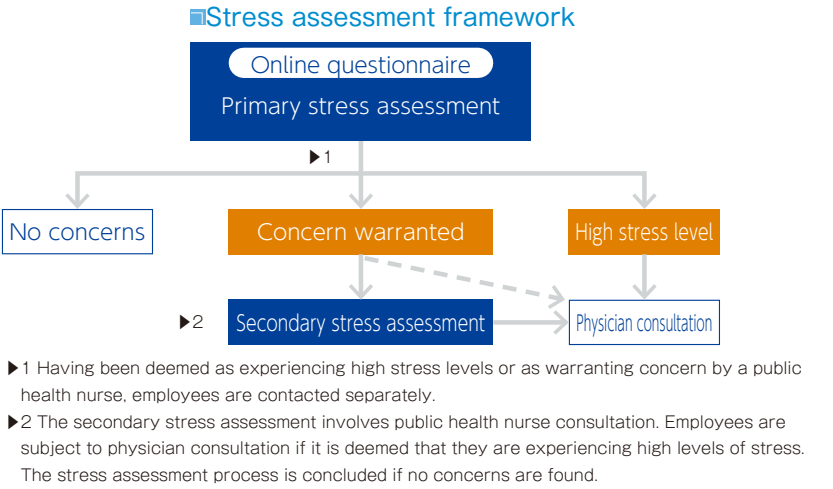 ■Stress assessment framework
Online questionnaire
Primary stress assessment
▶1
No concerns
Concern warranted
High stress level
▶2
Secondary stress assessment
Physician consultation
▶1 Having been deemed as experiencing high stress levels or as warranting concern by a public
health nurse, employees are contacted separately.
▶2 The secondary stress assessment involves public health nurse consultation. Employees are
subject to physician consultation if it is deemed that they are experiencing high levels of stress.
The stress assessment process is concluded if no concerns are found.